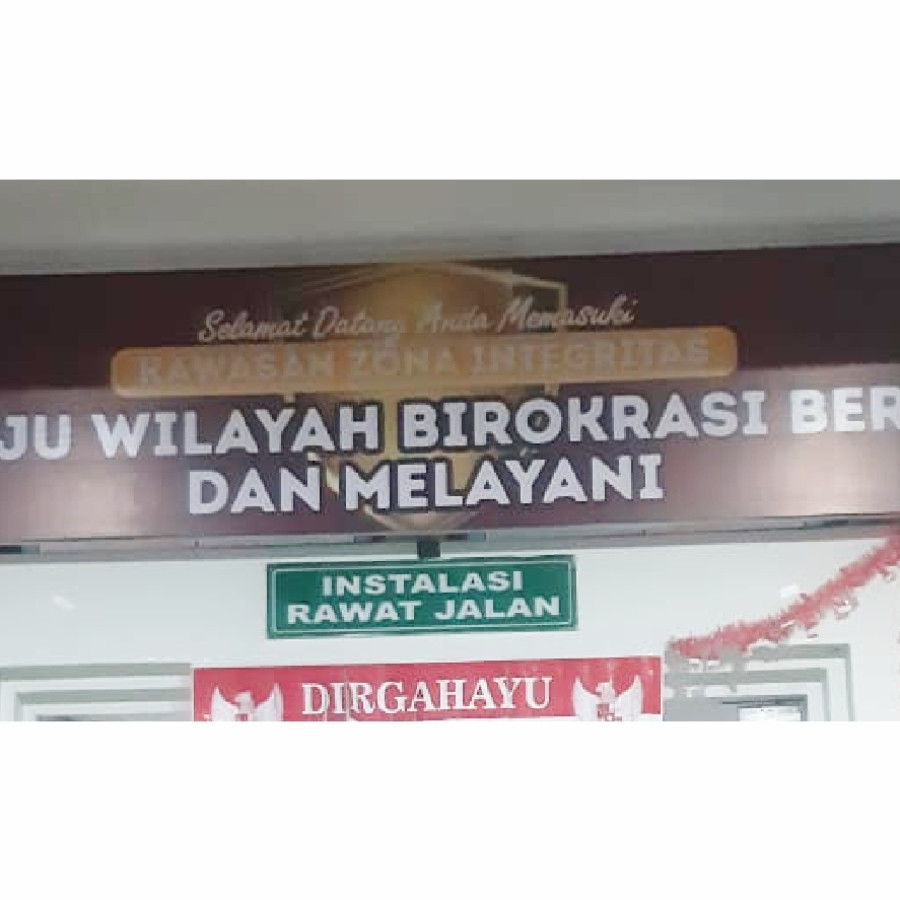 Selamat Datang Anda Memasuki
KAWASAN ZONA INTEGRITAS
JU WILAYAH BIROKRASI BER
DAN MELAYANI
INSTALASI
RAWAT JALAN
DIRGAHAYU